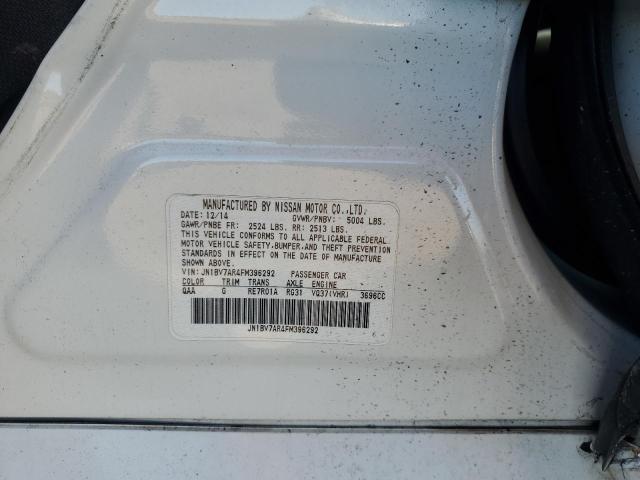 MANUFACTURED BY NISSAN MOTOR CO.,LTD.
DATE: 12/14 GVWR/PNBV: 5004 LBS.
GAWR/PNBE FR: 2524 LBS. RR: 2513 LBS.
THIS VEHICLE CONFORMS TO ALL APPLICABLE FEDERAL
MOTOR VEHICLE SAFETY,BUMPER,AND THEFT PREVENTION
STANDARDS IN EFFECT ON THE DATE OF MANUFACTURE
SHOWN ABOVE.
VIN: JN1BV7AR4FM396292 PASSENGER CAR
COLOR TRIM TRANS AXLE ENGINE
QAA G RE7R01A RG31 VQ37(VHR) 3696CC
JN1BV7AR4FM396292